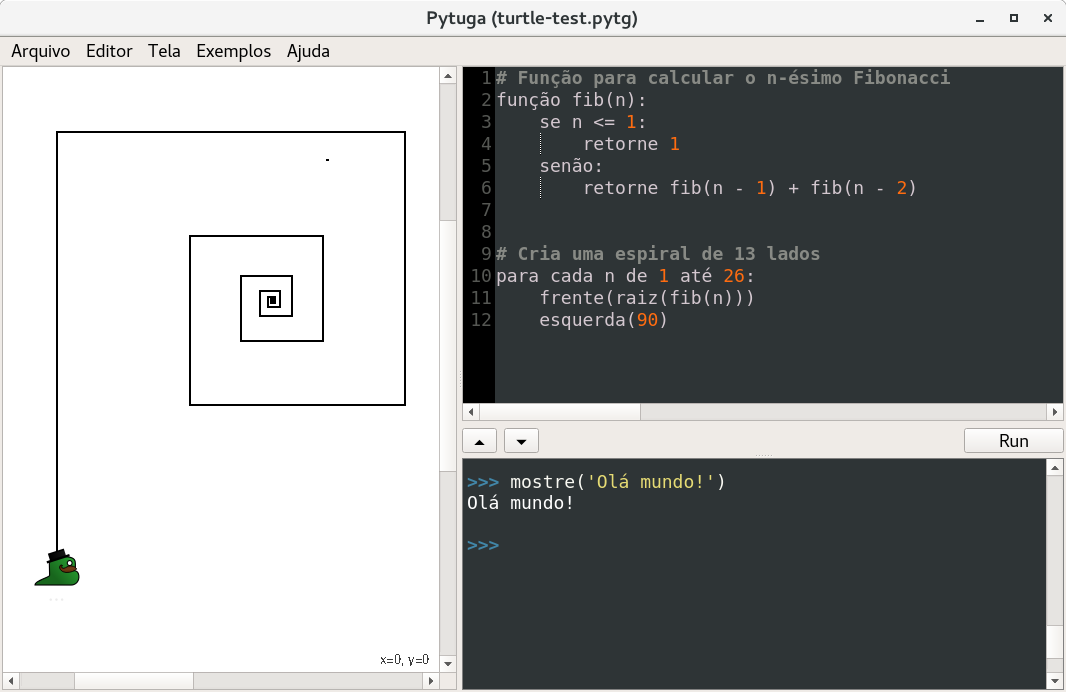 Pytuga (turtle-test.pytg)
Arquivo Editor Tela Exemplos Ajuda
x=0, y=0
1 # Função para calcular o n-ésimo Fibonacci
2 função fib(n):
3     se n <= 1:
4         retorne 1
5     senão:
6         retorne fib(n - 1) + fib(n - 2)
7
8
9 # Cria uma espiral de 13 lados
10 para cada n de 1 até 26:
11     frente(raiz(fib(n)))
12     esquerda(90)
Run
>>> mostre('Olá mundo!')
Olá mundo!
>>>